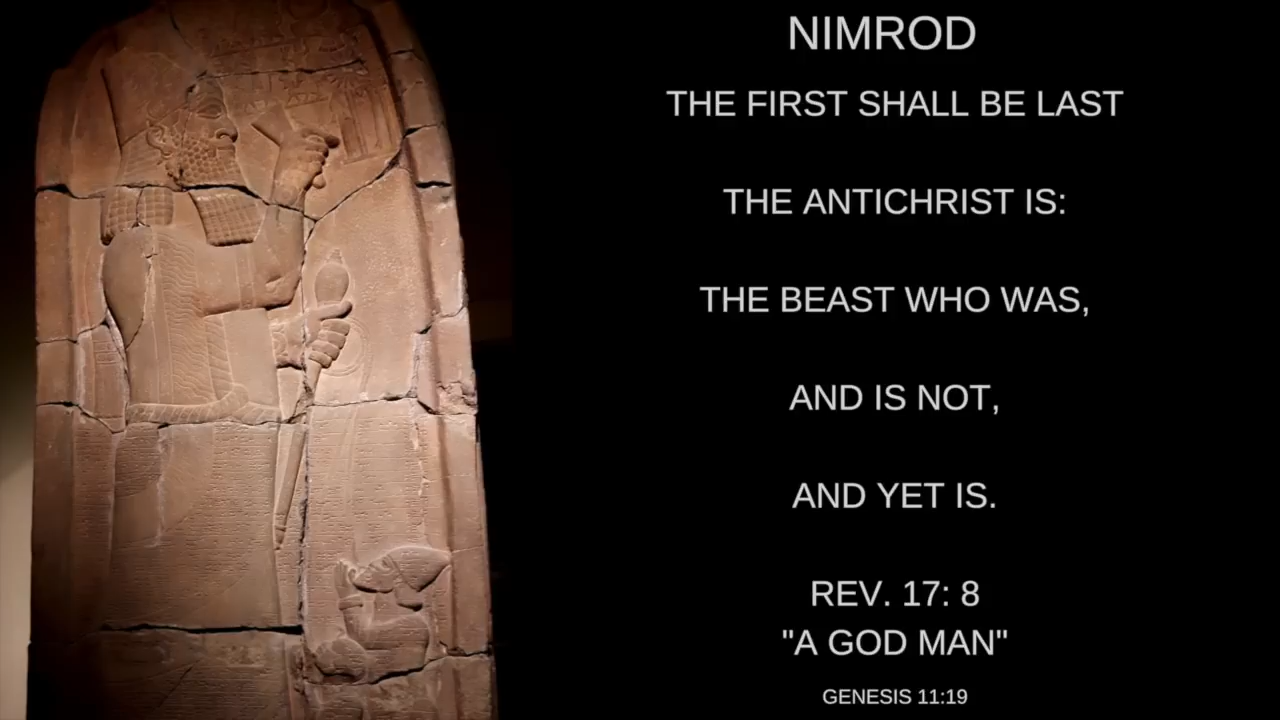 NIMROD
THE FIRST SHALL BE LAST
THE ANTICHRIST IS:
THE BEAST WHO WAS,
AND IS NOT,
AND YET IS.
REV. 17: 8
"A GOD MAN"
GENESIS 11:19